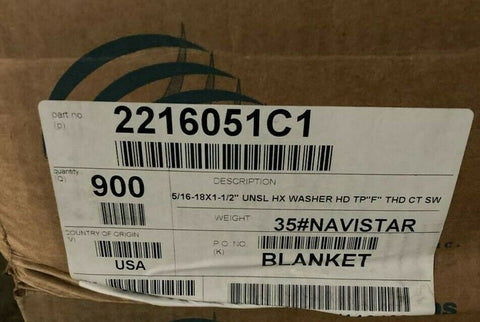 part no.
(p)
2216051C1
quantity
(Q)
900
DESCRIPTION
5/16-18X1-1/2" UNSL HX WASHER HD TP"F" THD CT SW
WEIGHT
35#NAVISTAR
COUNTRY OF ORIGIN
V)
USA
P.O NO.
(K)
BLANKET